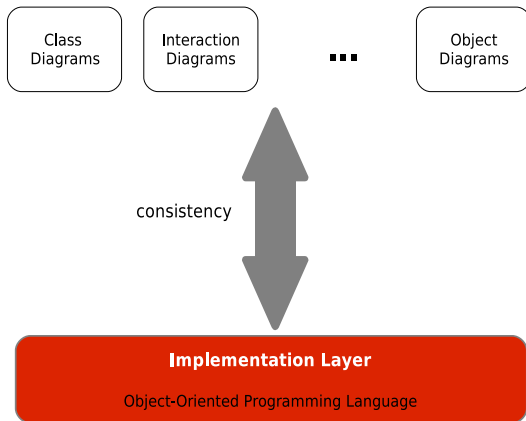 Class
Diagrams
Interaction
Diagrams
...
Object
Diagrams
consistency
Implementation Layer
Object-Oriented Programming Language